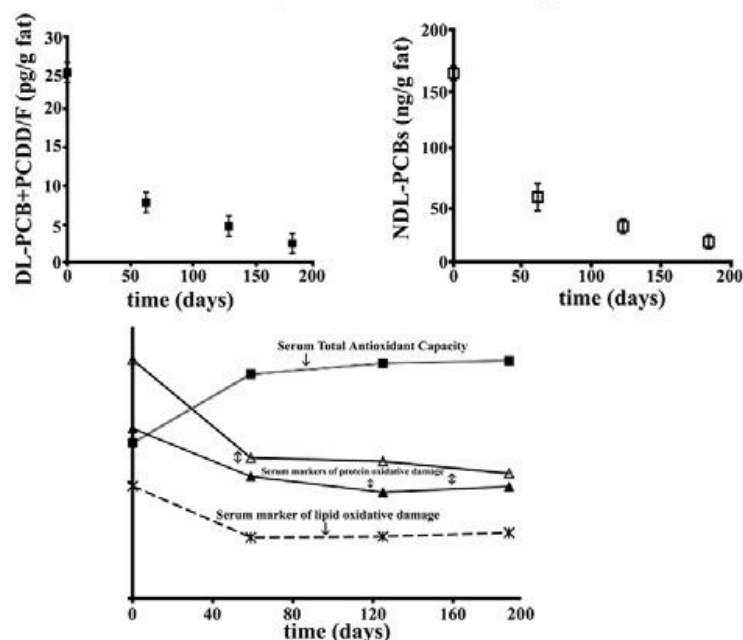 DL-PCB+PCDD/F (pg/g fat)
30
25
20
15
10
5
0
0 50 100 150 200
time (days)
NDL-PCBs (ng/g fat)
200
150
100
50
0
0 50 100 150 200
time (days)
Serum Total Antioxidant Capacity
Serum markers of protein oxidative damage
Serum marker of lipid oxidative damage
0 40 80 120 160 200
time (days)